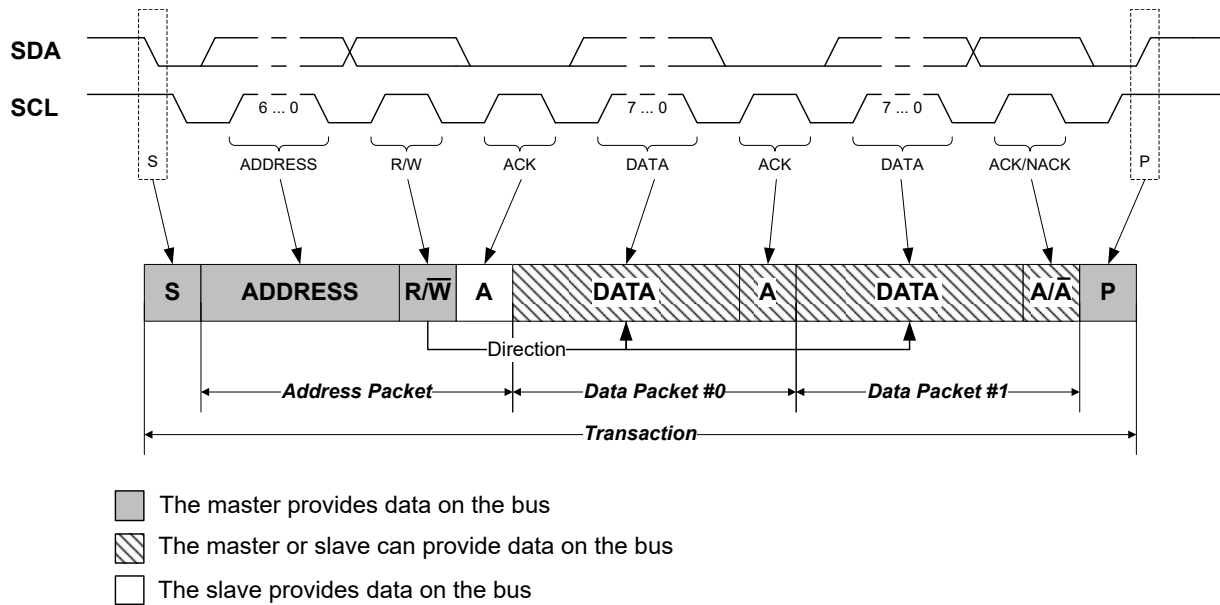 SDA
SCL
6 ... 0
7 ... 0
7 ... 0
S
ADDRESS
R/W
ACK
DATA
ACK
DATA
ACK/NACK
P
S
ADDRESS
R/W̅
A
DATA
A
DATA
A/A̅
P
Direction
Address Packet
Data Packet #0
Data Packet #1
Transaction
The master provides data on the bus
The master or slave can provide data on the bus
The slave provides data on the bus